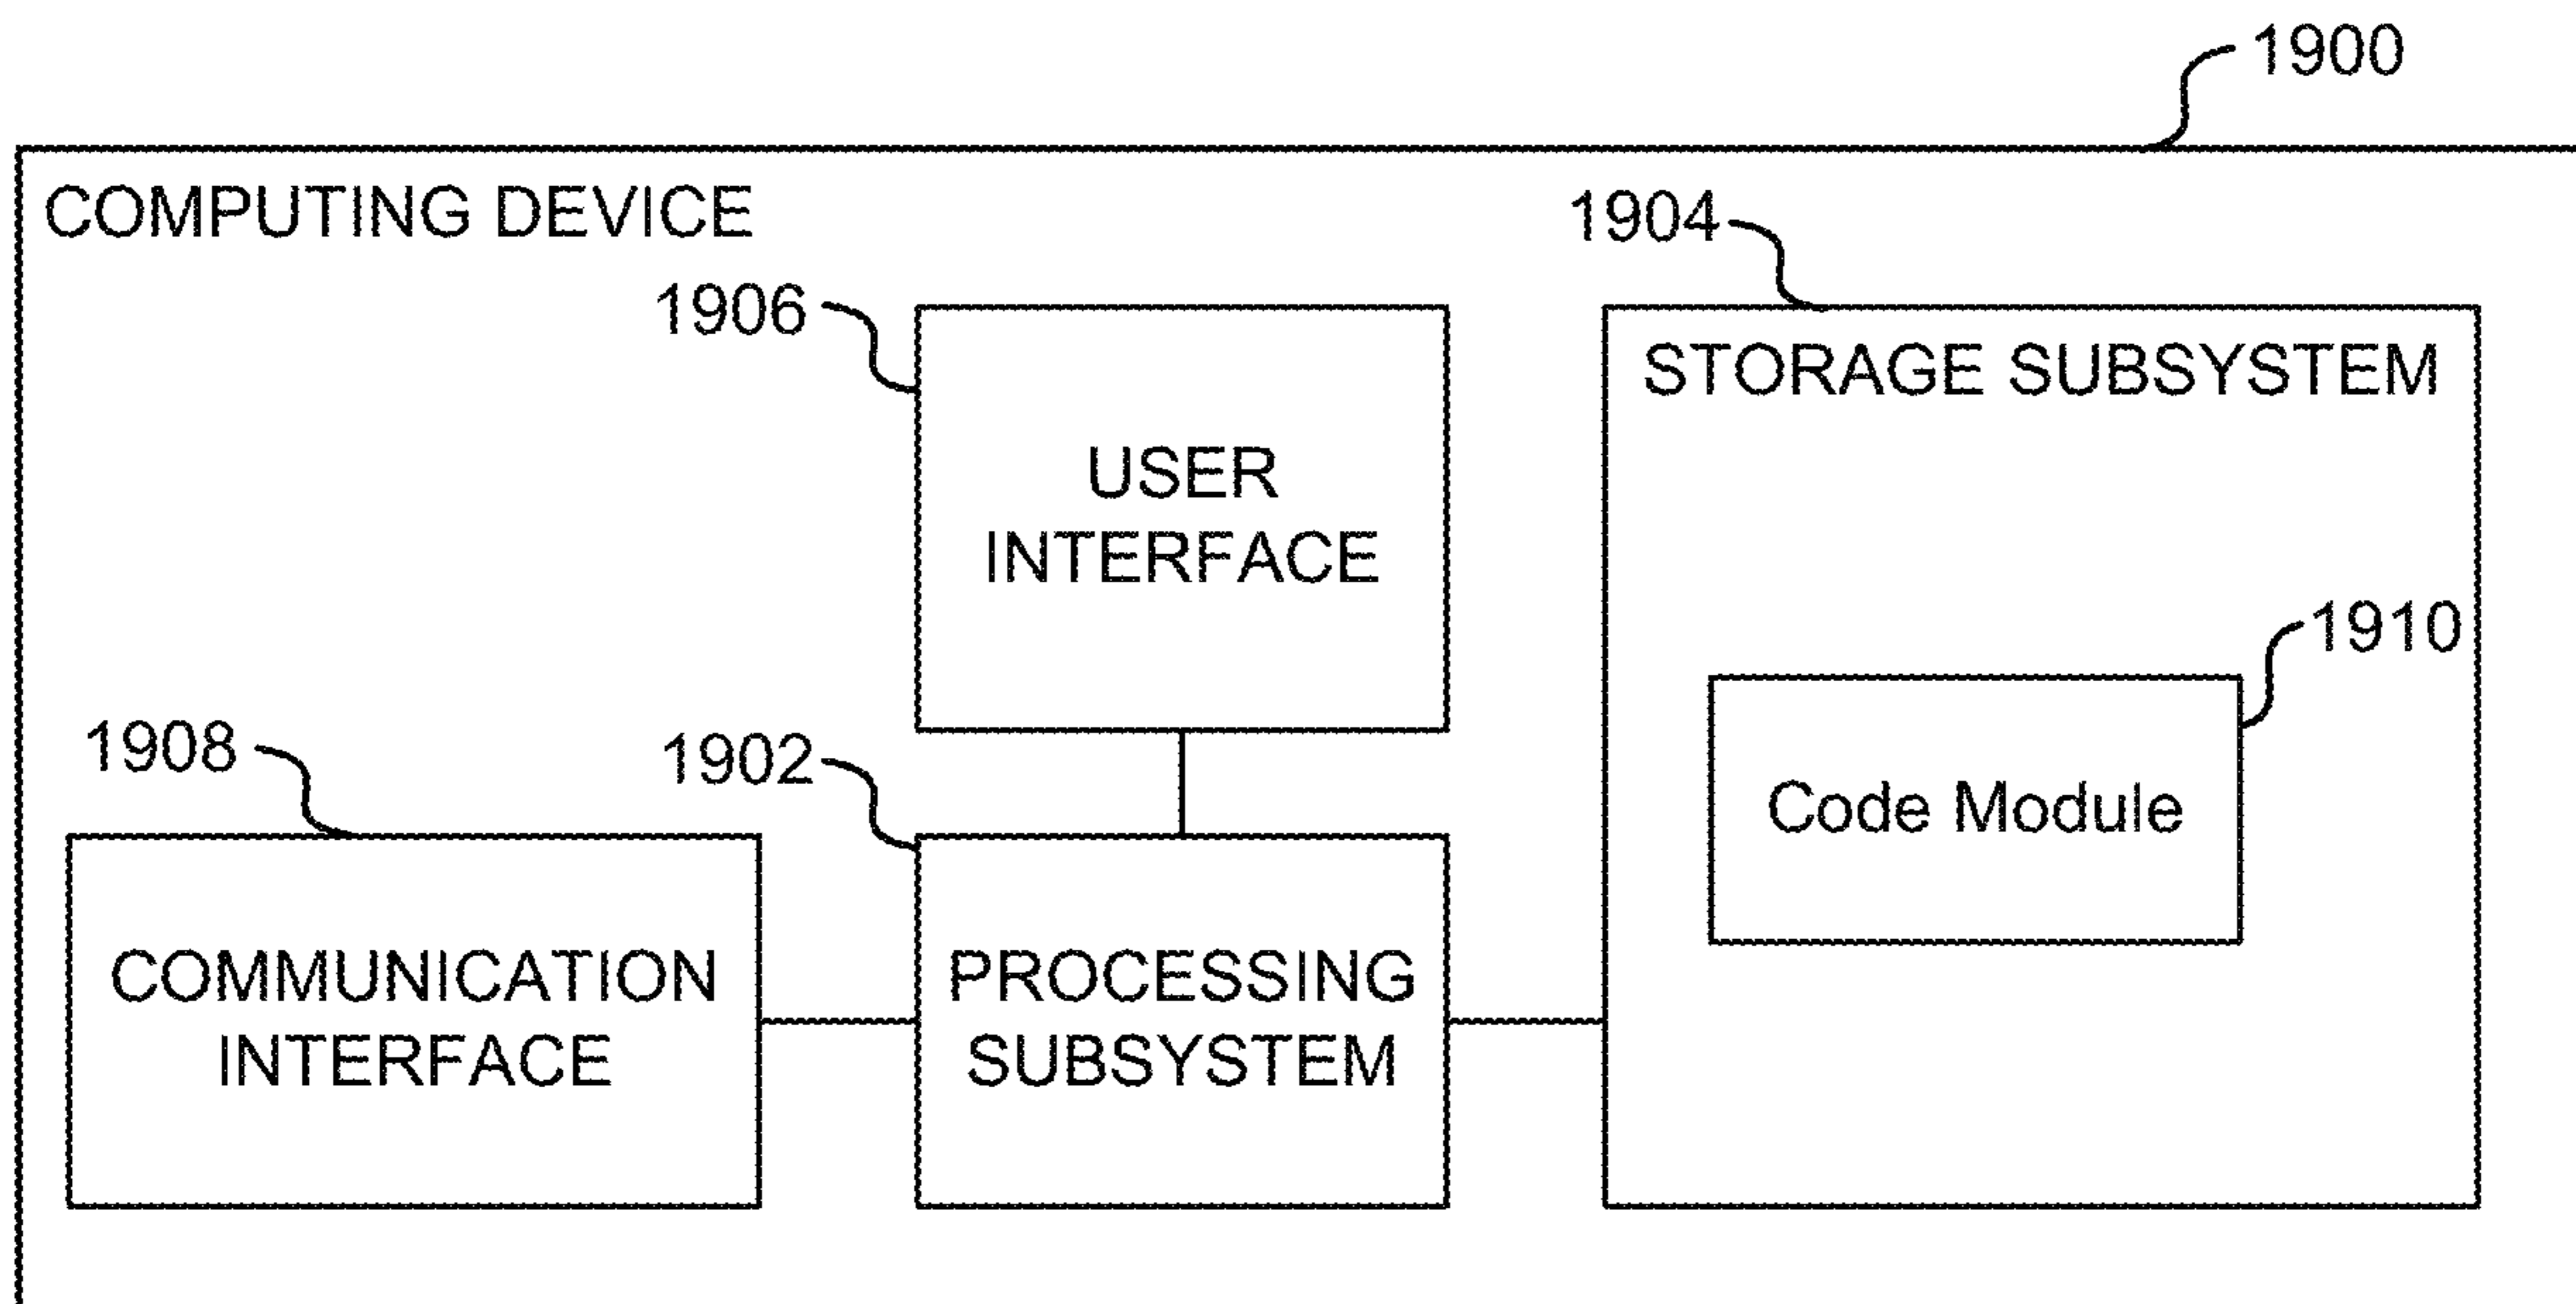 1900
COMPUTING DEVICE
1904
1906
STORAGE SUBSYSTEM
USER
INTERFACE
1910
1908
1902
Code Module
COMMUNICATION
INTERFACE
PROCESSING
SUBSYSTEM